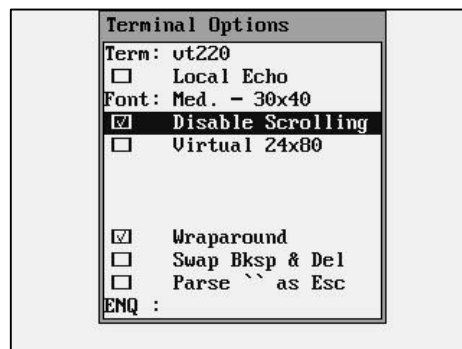 Terminal Options
Term: vt220
Local Echo
Font: Med. - 30x40
Disable Scrolling
Virtual 24x80
Wraparound
Swap Bksp & Del
Parse `` as Esc
ENQ :